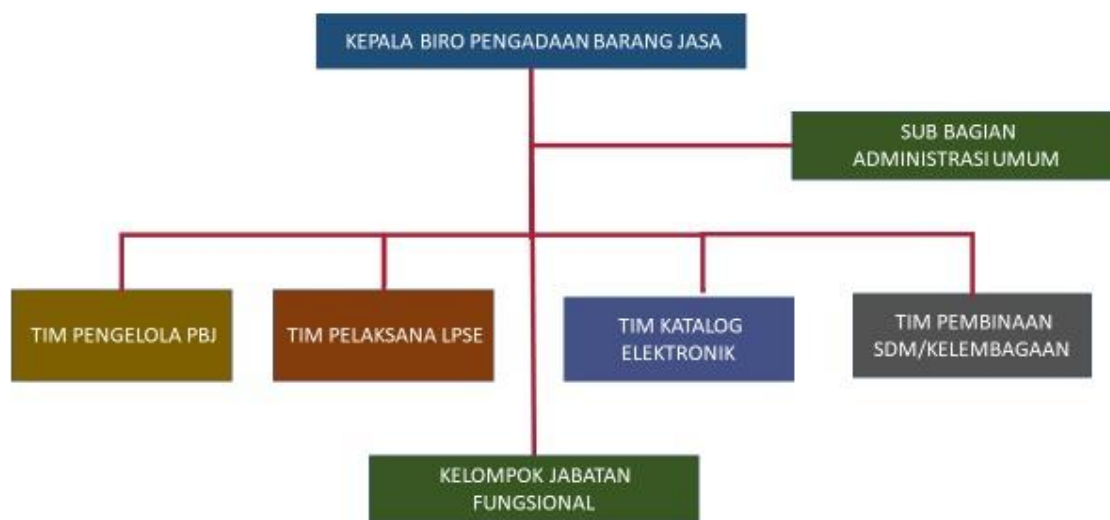 KEPALA BIRO PENGADAAN BARANG JASA
SUB BAGIAN
ADMINISTRASI UMUM
TIM PENGELOLA PBJ
TIM PELAKSANA LPSE
TIM KATALOG
ELEKTRONIK
TIM PEMBINAAN
SDM/KELEMBAGAAN
KELOMPOK JABATAN
FUNGSIONAL